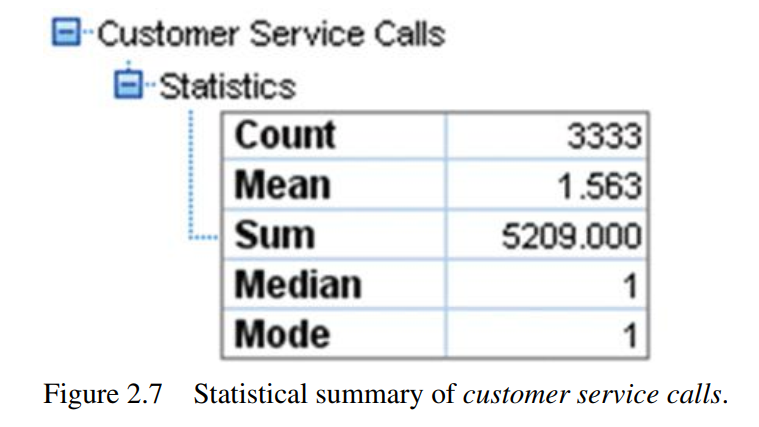 Customer Service Calls
Statistics
Count 3333
Mean 1.563
Sum 5209.000
Median 1
Mode 1
Figure 2.7 Statistical summary of customer service calls.